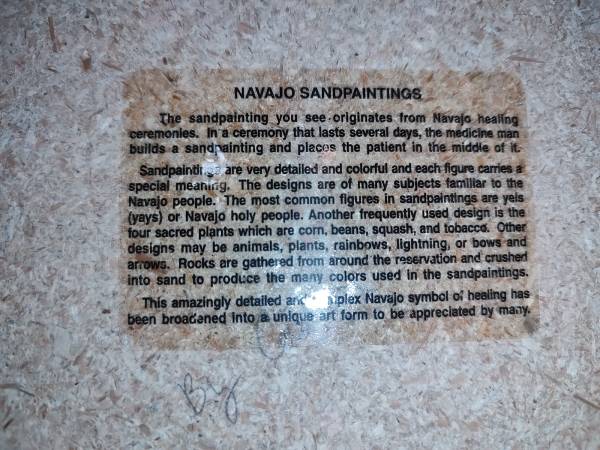 NAVAJO SANDPAINTINGS
The sandpainting you see originates from Navajo healing
ceremonies. In a ceremony that lasts several days, the medicine man
builds a sandpainting and places the patient in the middle of it.
Sandpaintings are very detailed and colorful and each figure carries a
special meaning. The designs are of many subjects familiar to the
Navajo people. The most common figures in sandpaintings are yeis
(yays) or Navajo holy people. Another frequently used design is the
four sacred plants which are corn, beans, squash, and tobacco. Other
designs may be animals, plants, rainbows, lightning, or bows and
arrows. Rocks are gathered from around the reservation and crushed
into sand to produce the many colors used in the sandpaintings.
This amazingly detailed and complex Navajo symbol of healing has
been broadened into a unique art form to be appreciated by many.
By